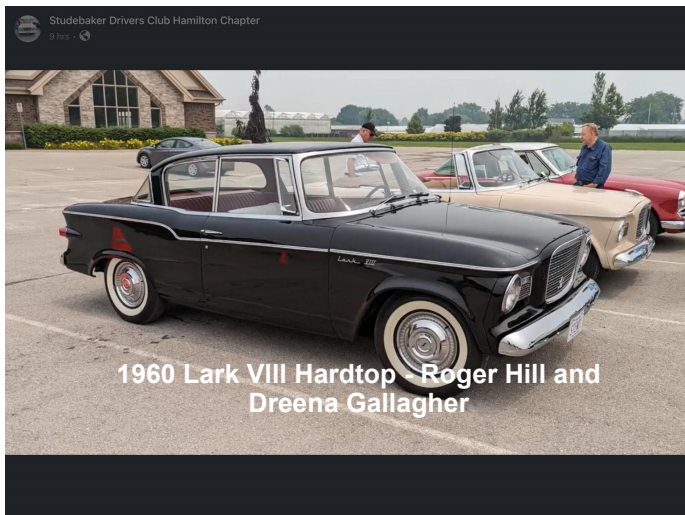 Studebaker Drivers Club Hamilton Chapter
9 hrs ·
Lark VIII
1960 Lark VIII Hardtop - Roger Hill and
Dreena Gallagher